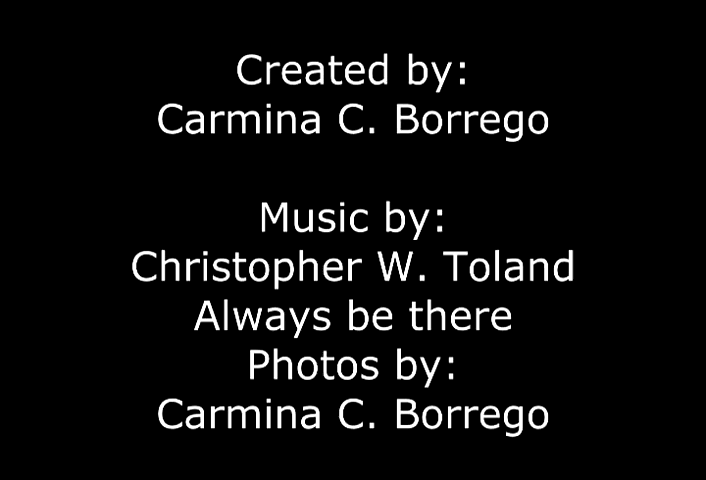 Created by:
Carmina C. Borrego
Music by:
Christopher W. Toland
Always be there
Photos by:
Carmina C. Borrego